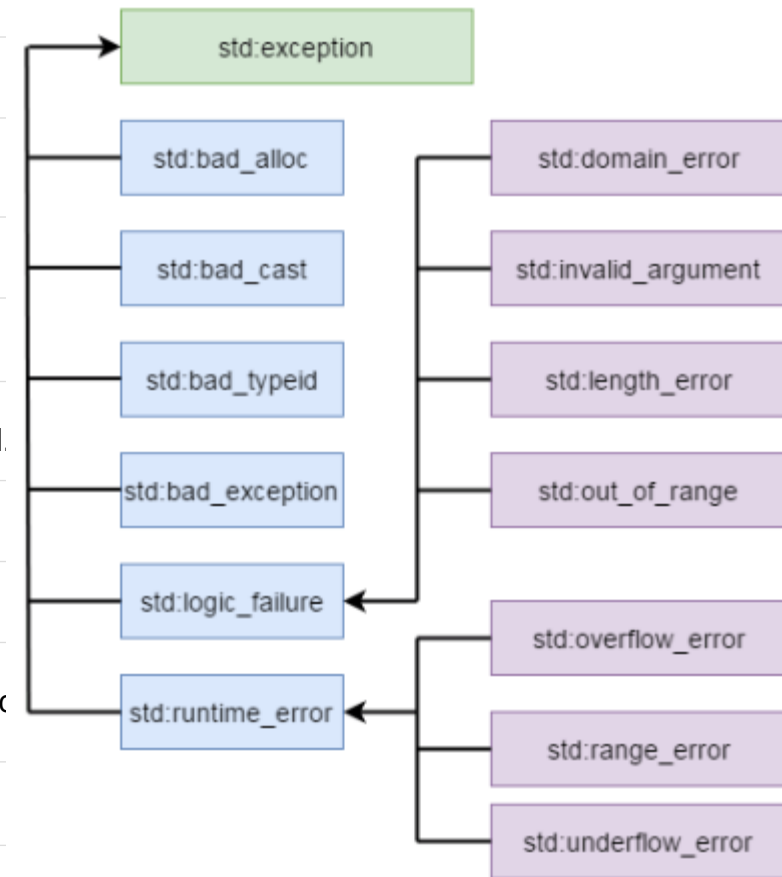 std:exception
std:bad_alloc
std:bad_cast
std:bad_typeid
std:bad_exception
std:logic_failure
std:runtime_error
std:domain_error
std:invalid_argument
std:length_error
std:out_of_range
std:overflow_error
std:range_error
std:underflow_error